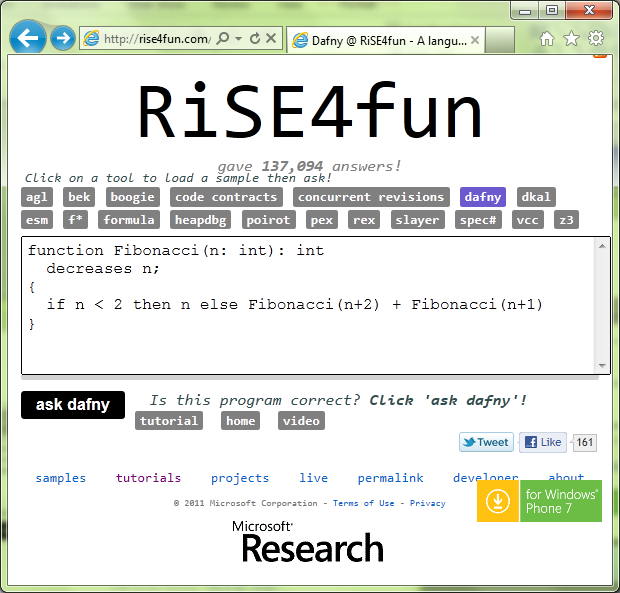 http://rise4fun.com/
Dafny @ RiSE4fun - A langu...
RiSE4fun
gave 137,094 answers!
Click on a tool to load a sample then ask!
agl bek boogie code contracts concurrent revisions dafny dkal
esm f* formula heapdbg poirot pex rex slayer spec# vcc z3
function Fibonacci(n: int): int
decreases n;
{
if n < 2 then n else Fibonacci(n+2) + Fibonacci(n+1)
}
ask dafny
Is this program correct? Click 'ask dafny'!
tutorial home video
Tweet Like 161
samples tutorials projects live permalink developer about
© 2011 Microsoft Corporation - Terms of Use - Privacy
for Windows®
Phone 7
Microsoft®
Research